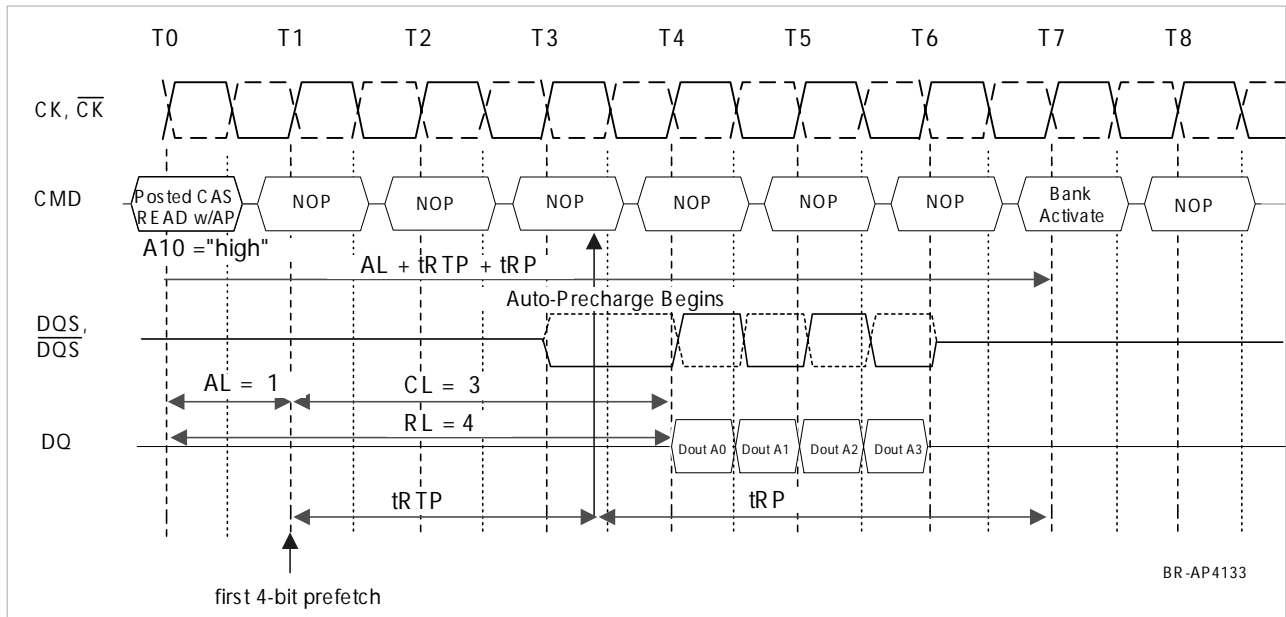 T0 T1 T2 T3 T4 T5 T6 T7 T8
CK, CK
CMD
Posted CAS
READ w/AP
NOP NOP NOP NOP NOP NOP Bank
Activate NOP
A10 ="high"
AL + tRTP + tRP
Auto-Precharge Begins
DQS,
DQS
AL = 1 CL = 3
RL = 4
DQ
Dout A0 Dout A1 Dout A2 Dout A3
tRTP tRP
BR-AP4133
first 4-bit prefetch